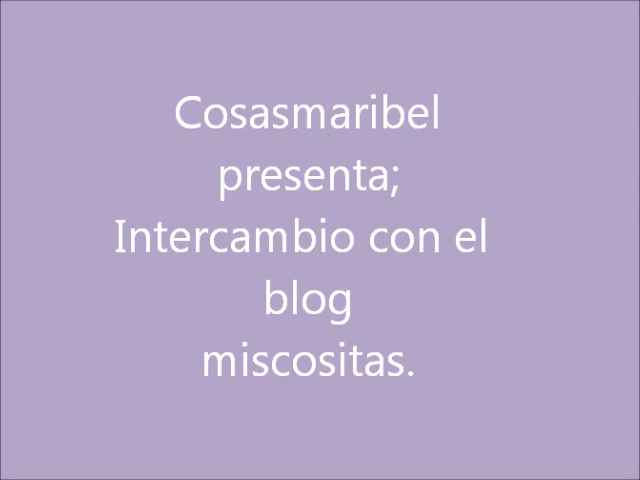 Cosasmaribel
presenta;
Intercambio con el
blog
miscositas.